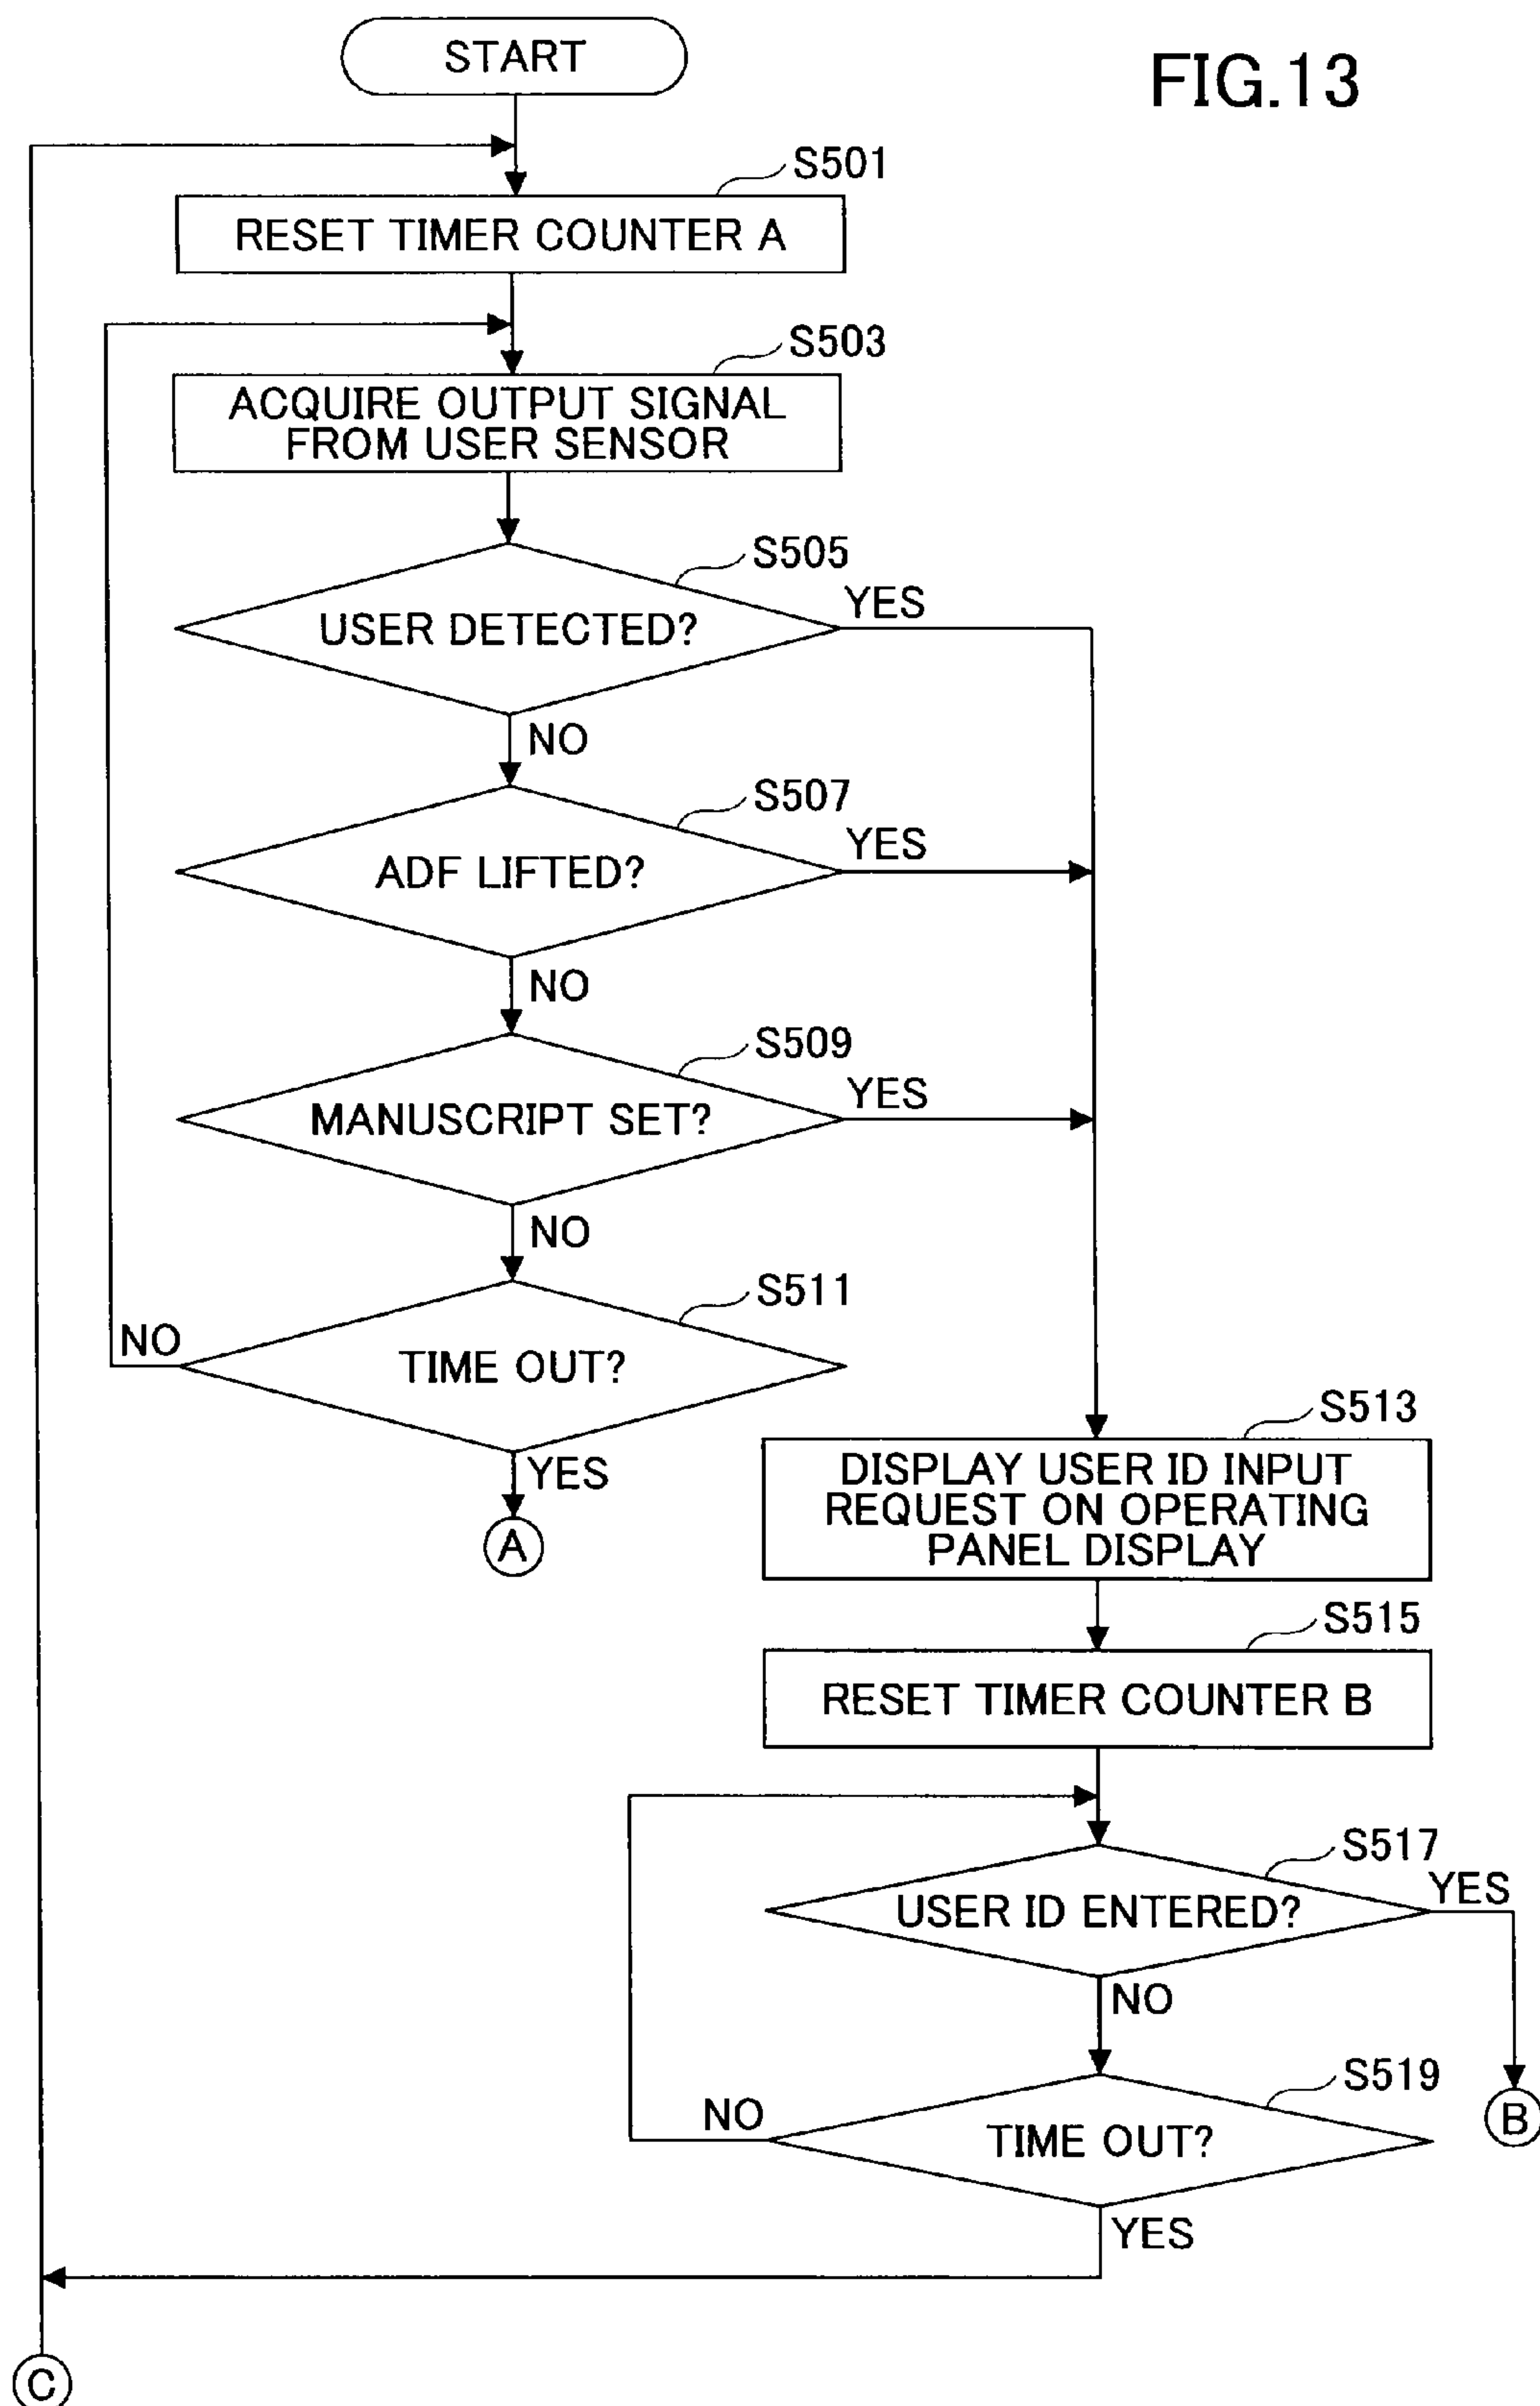 START
FIG.13
S501
RESET TIMER COUNTER A
S503
ACQUIRE OUTPUT SIGNAL
FROM USER SENSOR
S505
USER DETECTED?
YES
NO
S507
ADF LIFTED?
YES
NO
S509
MANUSCRIPT SET?
YES
NO
S511
TIME OUT?
NO
YES
A
S513
DISPLAY USER ID INPUT
REQUEST ON OPERATING
PANEL DISPLAY
S515
RESET TIMER COUNTER B
S517
USER ID ENTERED?
YES
NO
B
S519
TIME OUT?
NO
YES
C